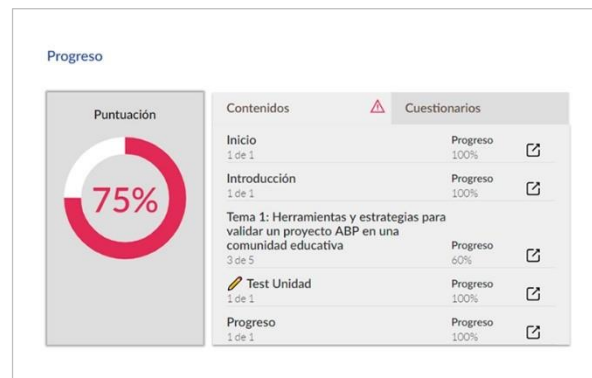 Progreso
Puntuación
75%
Contenidos
Cuestionarios
Inicio
Progreso
1 de 1
100%
Introducción
Progreso
1 de 1
100%
Tema 1: Herramientas y estrategias para
validar un proyecto ABP en una
comunidad educativa
Progreso
3 de 5
60%
Test Unidad
Progreso
1 de 1
100%
Progreso
Progreso
1 de 1
100%